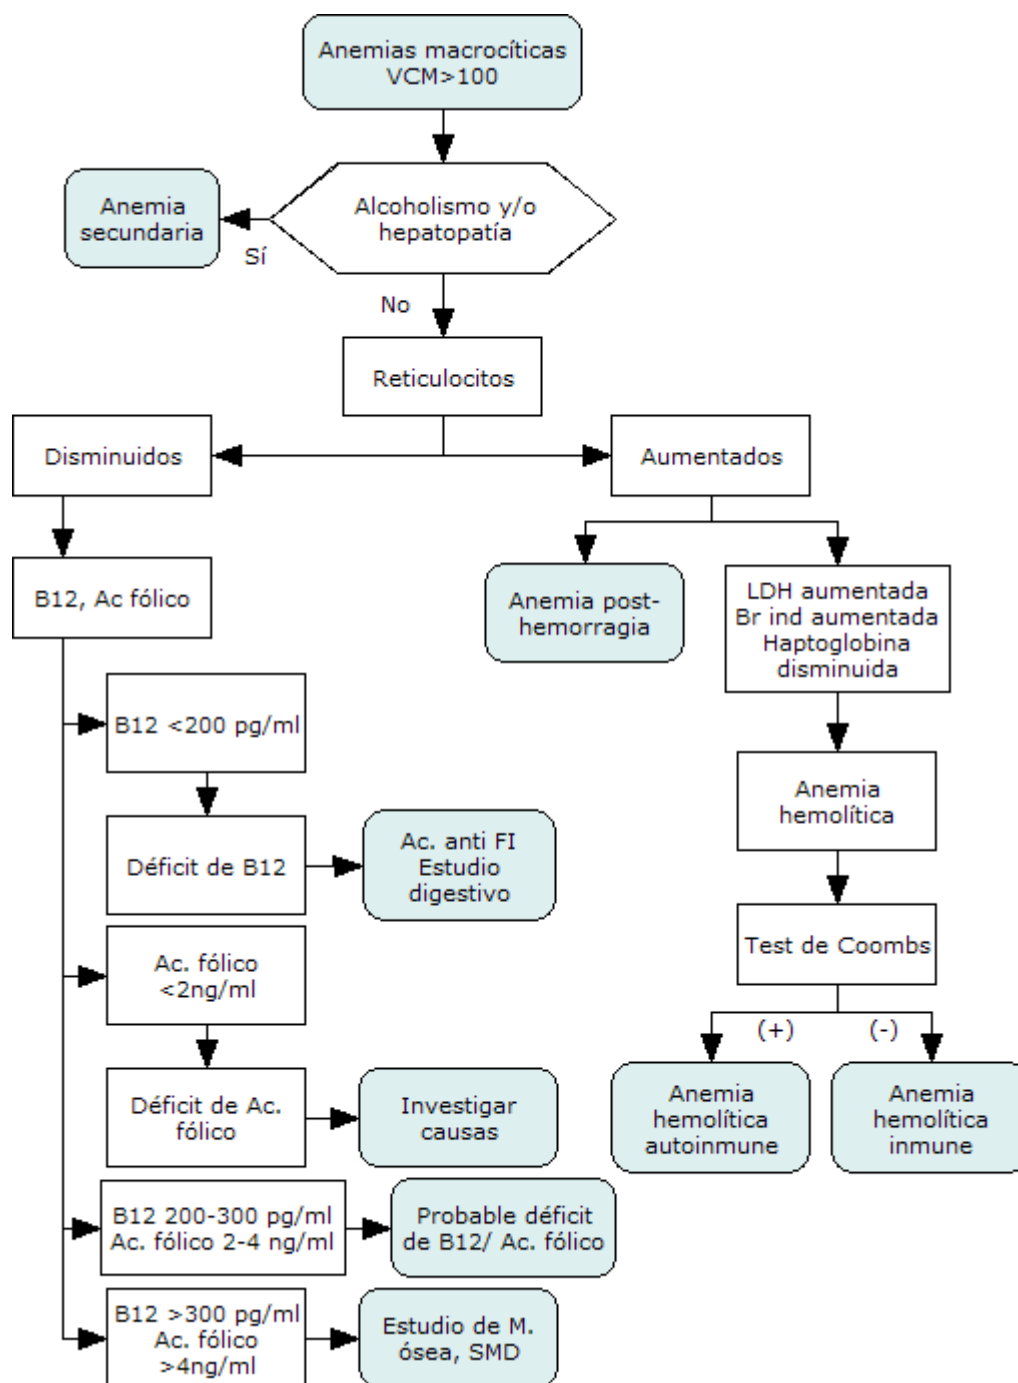 Anemias macrocíticas
VCM>100
Alcoholismo y/o
hepatopatía
Anemia
secundaria
Sí
No
Reticulocitos
Disminuidos
Aumentados
B12, Ac fólico
Anemia post-
hemorragia
LDH aumentada
Br ind aumentada
Haptoglobina
disminuida
B12 <200 pg/ml
Anemia
hemolítica
Déficit de B12
Ac. anti FI
Estudio
digestivo
Test de Coombs
Ac. fólico
<2ng/ml
(+)
(-)
Déficit de Ac.
fólico
Investigar
causas
Anemia
hemolítica
autoinmune
Anemia
hemolítica
inmune
B12 200-300 pg/ml
Ac. fólico 2-4 ng/ml
Probable déficit
de B12/ Ac. fólico
B12 >300 pg/ml
Ac. fólico
>4ng/ml
Estudio de M.
ósea, SMD